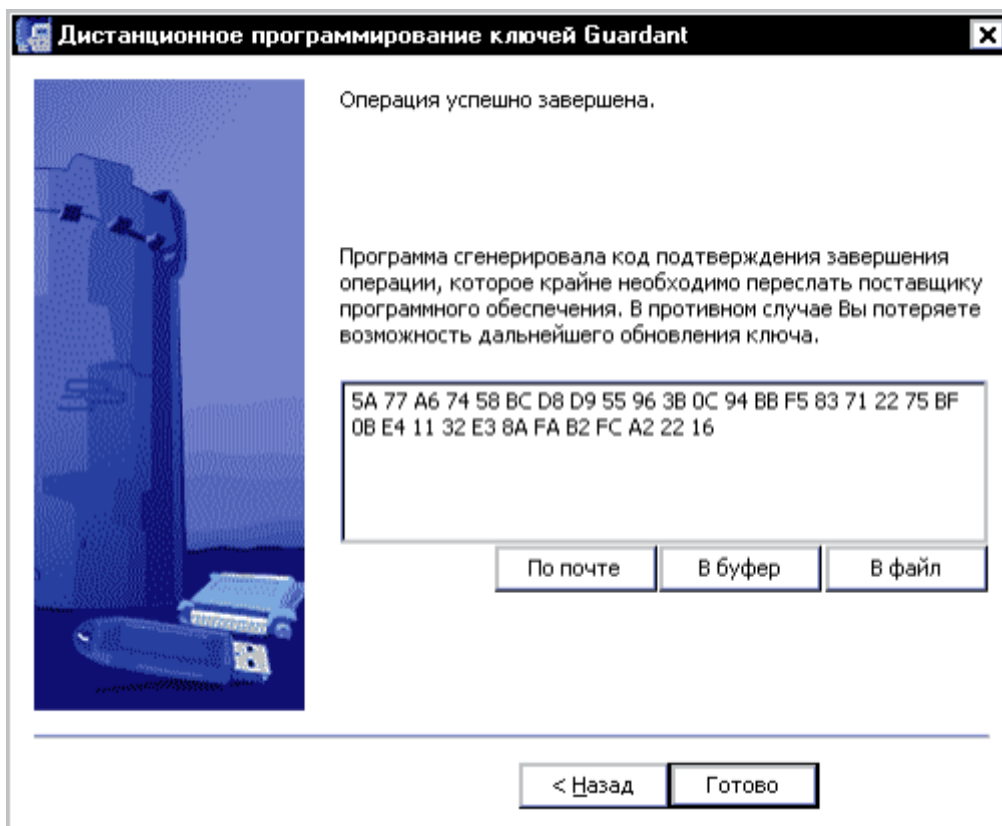 Дистанционное программирование ключей Guardant
Операция успешно завершена.
Программа сгенерировала код подтверждения завершения
операции, которое крайне необходимо переслать поставщику
программного обеспечения. В противном случае Вы потеряете
возможность дальнейшего обновления ключа.
5A 77 A6 74 58 BC D8 D9 55 96 3B 0C 94 BB F5 83 71 22 75 BF
0B E4 11 32 E3 8A FA B2 FC A2 22 16
По почте
В буфер
В файл
< Назад
Готово